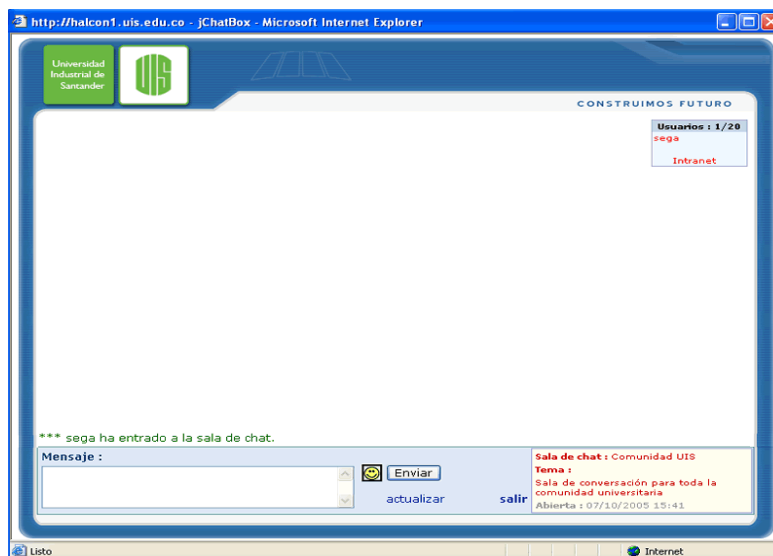 http://halcon1.uis.edu.co - jChatBox - Microsoft Internet Explorer
Universidad
Industrial de
Santander
UIS
CONSTRUIMOS FUTURO
Usuarios : 1/20
sega
Intranet
*** sega ha entrado a la sala de chat.
Mensaje :
Enviar
actualizar
salir
Sala de chat : Comunidad UIS
Tema :
Sala de conversación para toda la
comunidad universitaria
Abierta : 07/10/2005 15:41
Listo
Internet